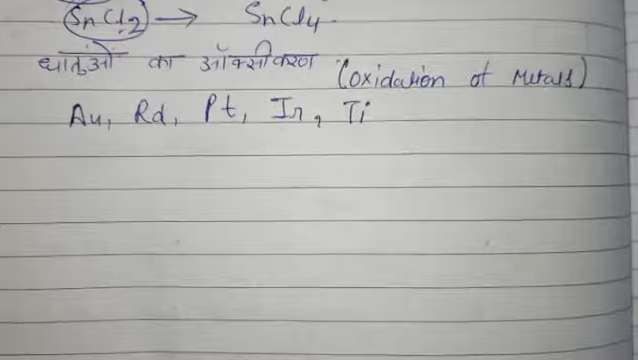 SnCl2 → SnCl4
धातुओं का ऑक्सीकरण (oxidation of Metals)
Au, Rd, Pt, Ir, Ti